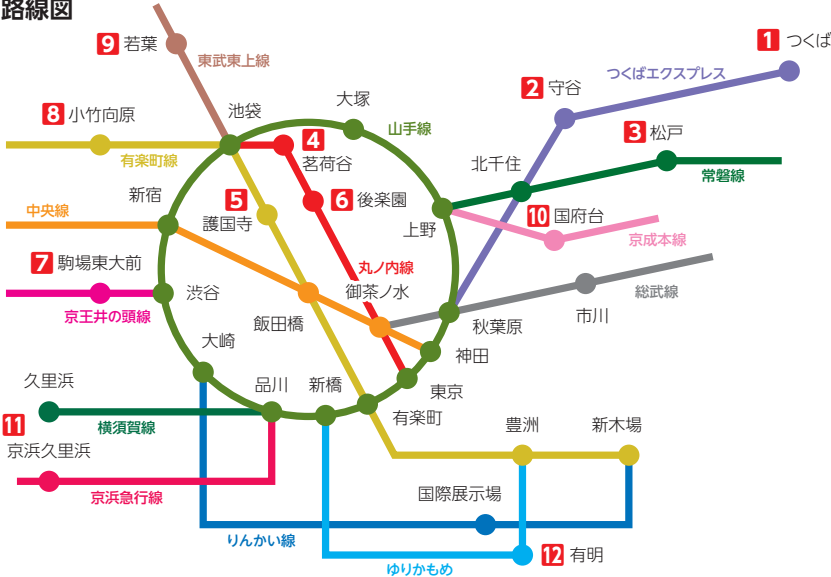 路線図
9 若葉
東武東上線
1 つくば
つくばエクスプレス
2 守谷
8 小竹向原
池袋
大塚
山手線
4
茗荷谷
3 松戸
北千住
常磐線
有楽町線
新宿
5
護国寺
6 後楽園
中央線
上野
10 国府台
京成本線
7 駒場東大前
丸ノ内線
御茶ノ水
総武線
京王井の頭線
渋谷
飯田橋
秋葉原
市川
大崎
神田
久里浜
品川
新橋
東京
有楽町
横須賀線
11
京浜久里浜
豊洲
新木場
京浜急行線
国際展示場
りんかい線
ゆりかもめ
12 有明